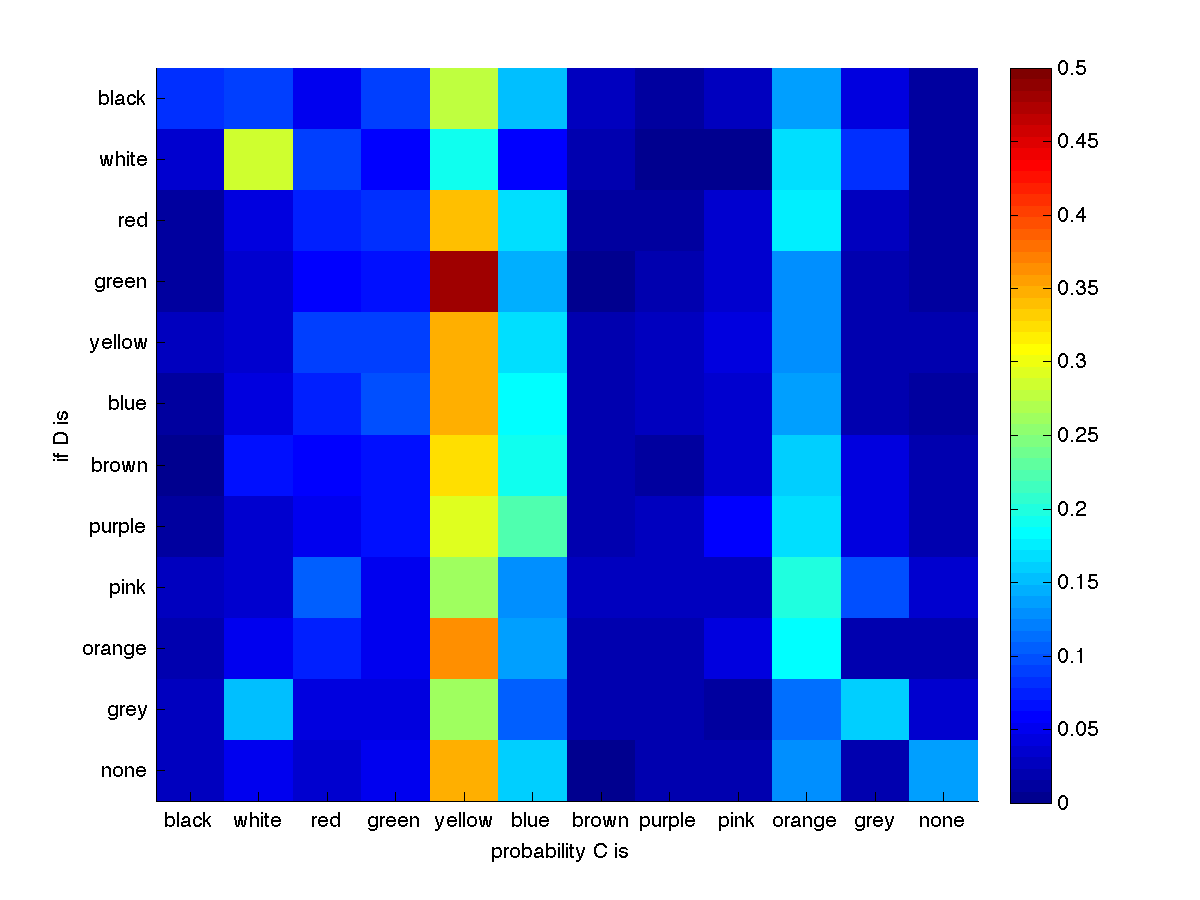 if D is
black
white
red
green
yellow
blue
brown
purple
pink
orange
grey
none
black white red green yellow blue brown purple pink orange grey none
probability C is
0.5
0.45
0.4
0.35
0.3
0.25
0.2
0.15
0.1
0.05
0